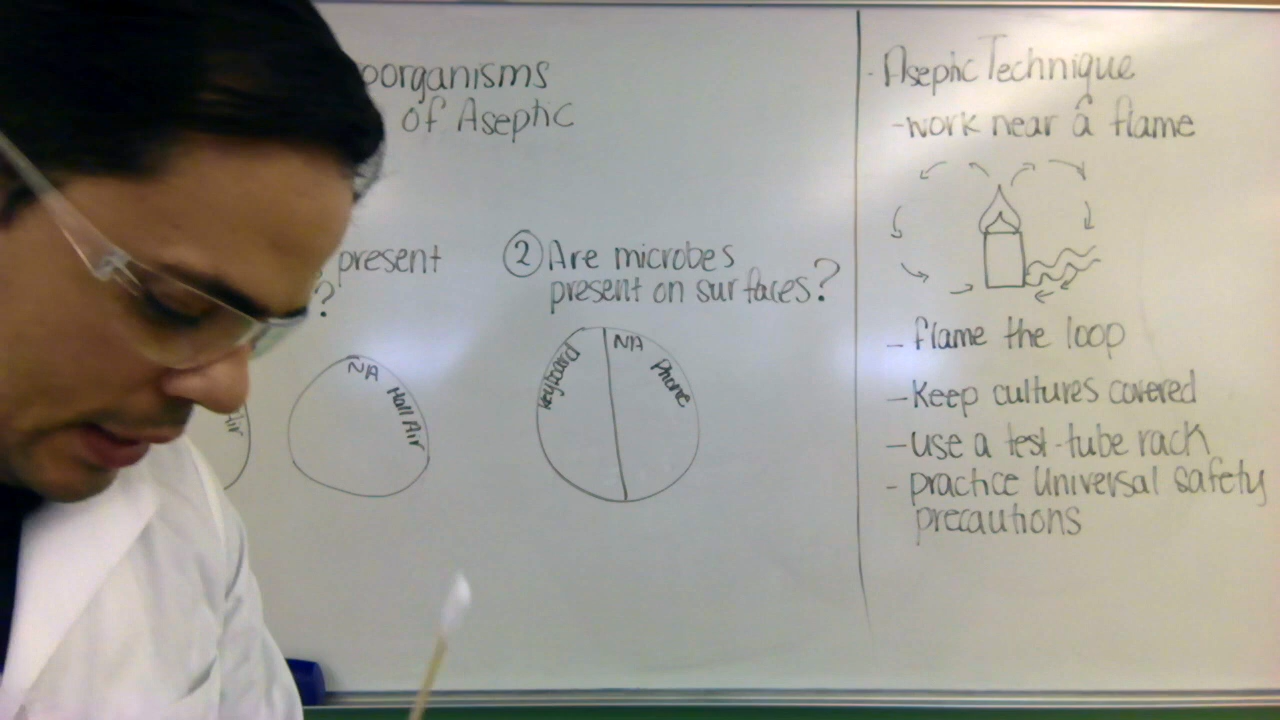 oorganisms
of Aseptic
present
?
Air
NA
Hall Air
② Are microbes
present on surfaces?
keyboard
NA
Phone
- Aseptic Technique
-work near a flame
- flame the loop
- Keep cultures covered
- use a test-tube rack
- practice Universal safety
precautions